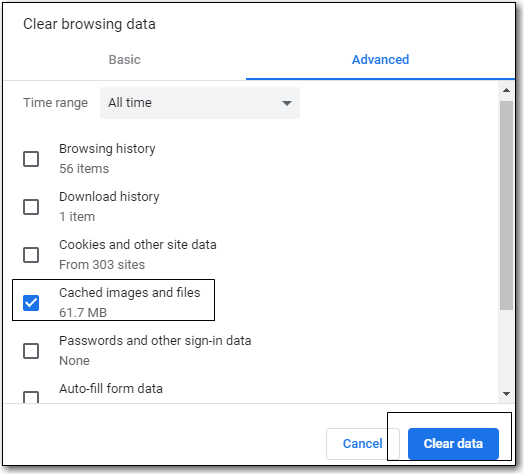 Clear browsing data
Basic
Advanced
Time range
All time
Browsing history
56 items
Download history
1 item
Cookies and other site data
From 303 sites
Cached images and files
61.7 MB
Passwords and other sign-in data
None
Auto-fill form data
Cancel
Clear data